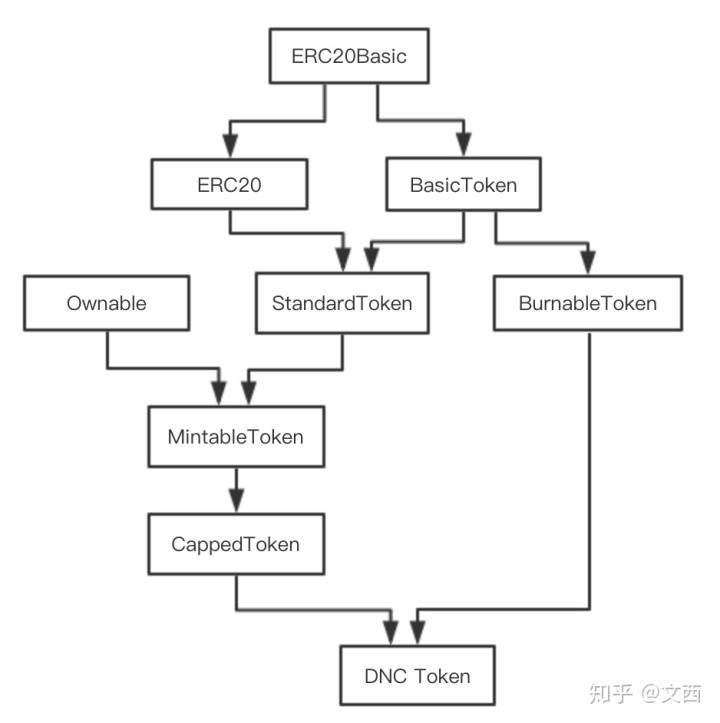 ERC20Basic
ERC20
BasicToken
Ownable
StandardToken
BurnableToken
MintableToken
CappedToken
DNC Token
知乎 @文西